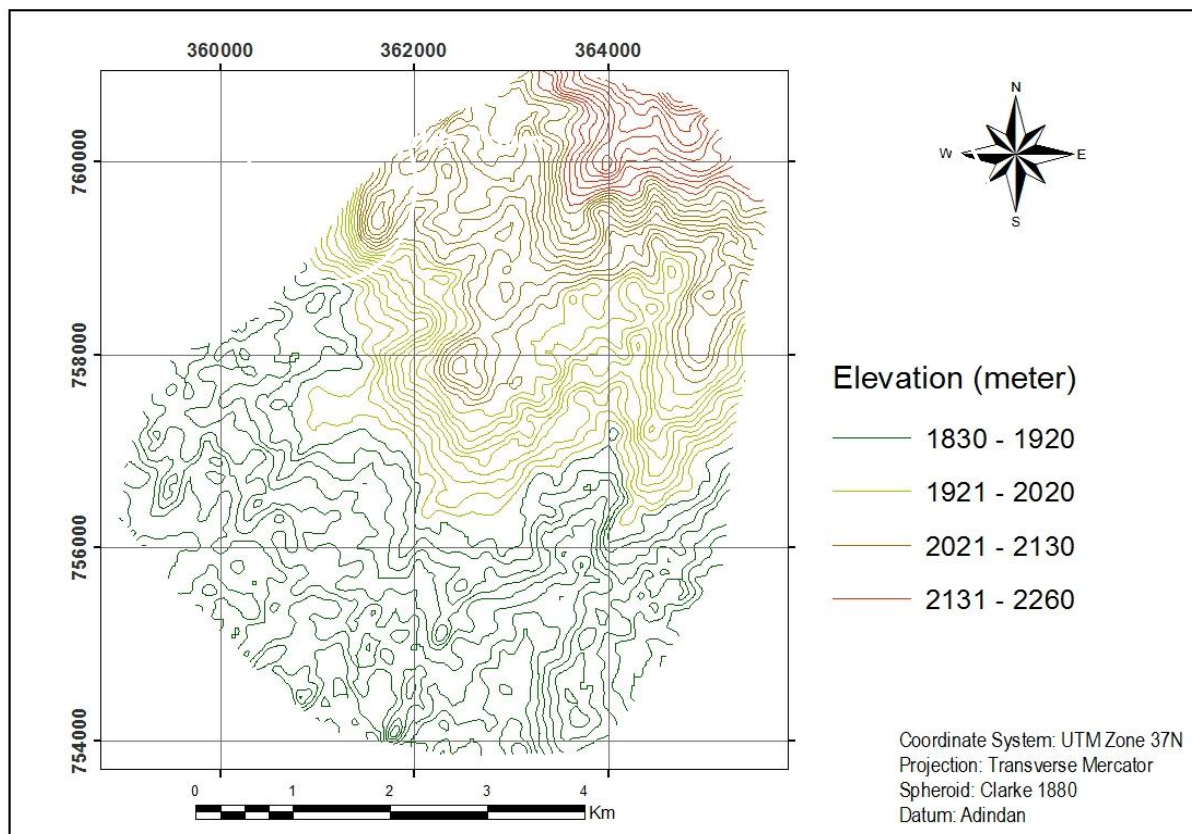 360000 362000 364000
N
W E
S
760000
758000
756000
754000
Elevation (meter)
1830 - 1920
1921 - 2020
2021 - 2130
2131 - 2260
Coordinate System: UTM Zone 37N
Projection: Transverse Mercator
Spheroid: Clarke 1880
Datum: Adindan
0 1 2 3 4
Km